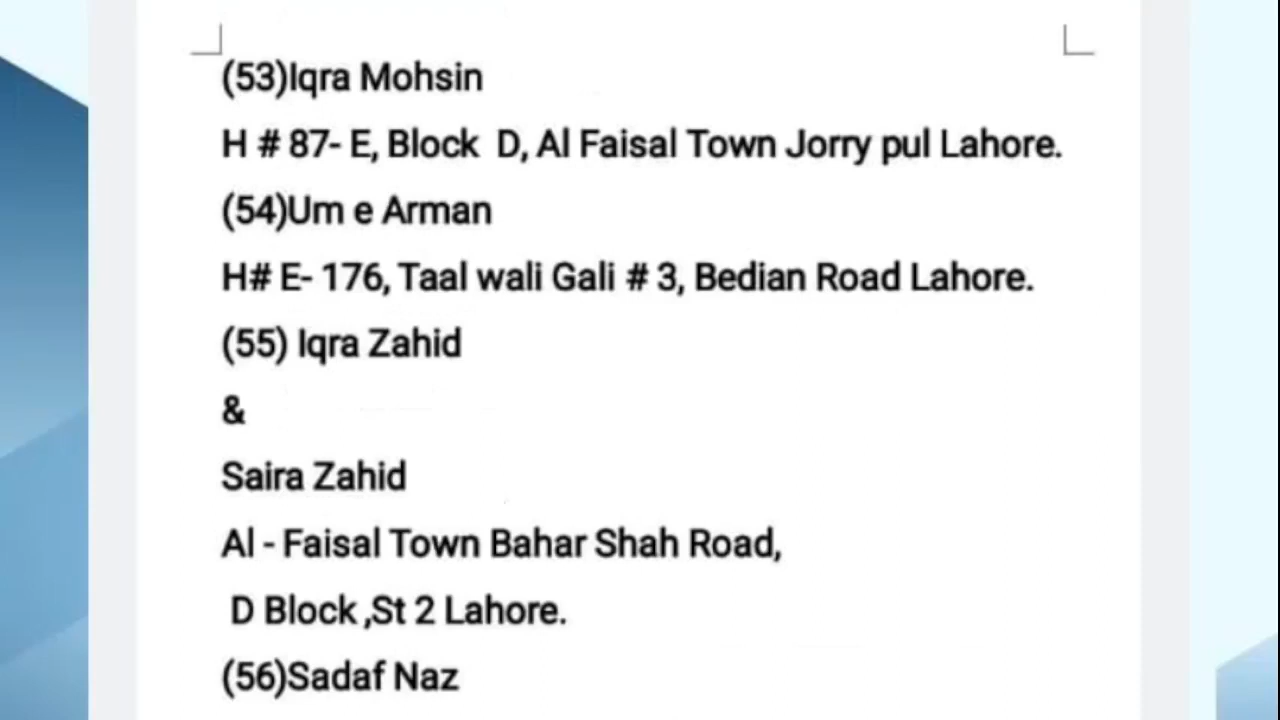 (53)Iqra Mohsin
H # 87- E, Block D, Al Faisal Town Jorry pul Lahore.
(54)Um e Arman
H# E- 176, Taal wali Gali # 3, Bedian Road Lahore.
(55) Iqra Zahid
&
Saira Zahid
Al - Faisal Town Bahar Shah Road,
D Block ,St 2 Lahore.
(56)Sadaf Naz